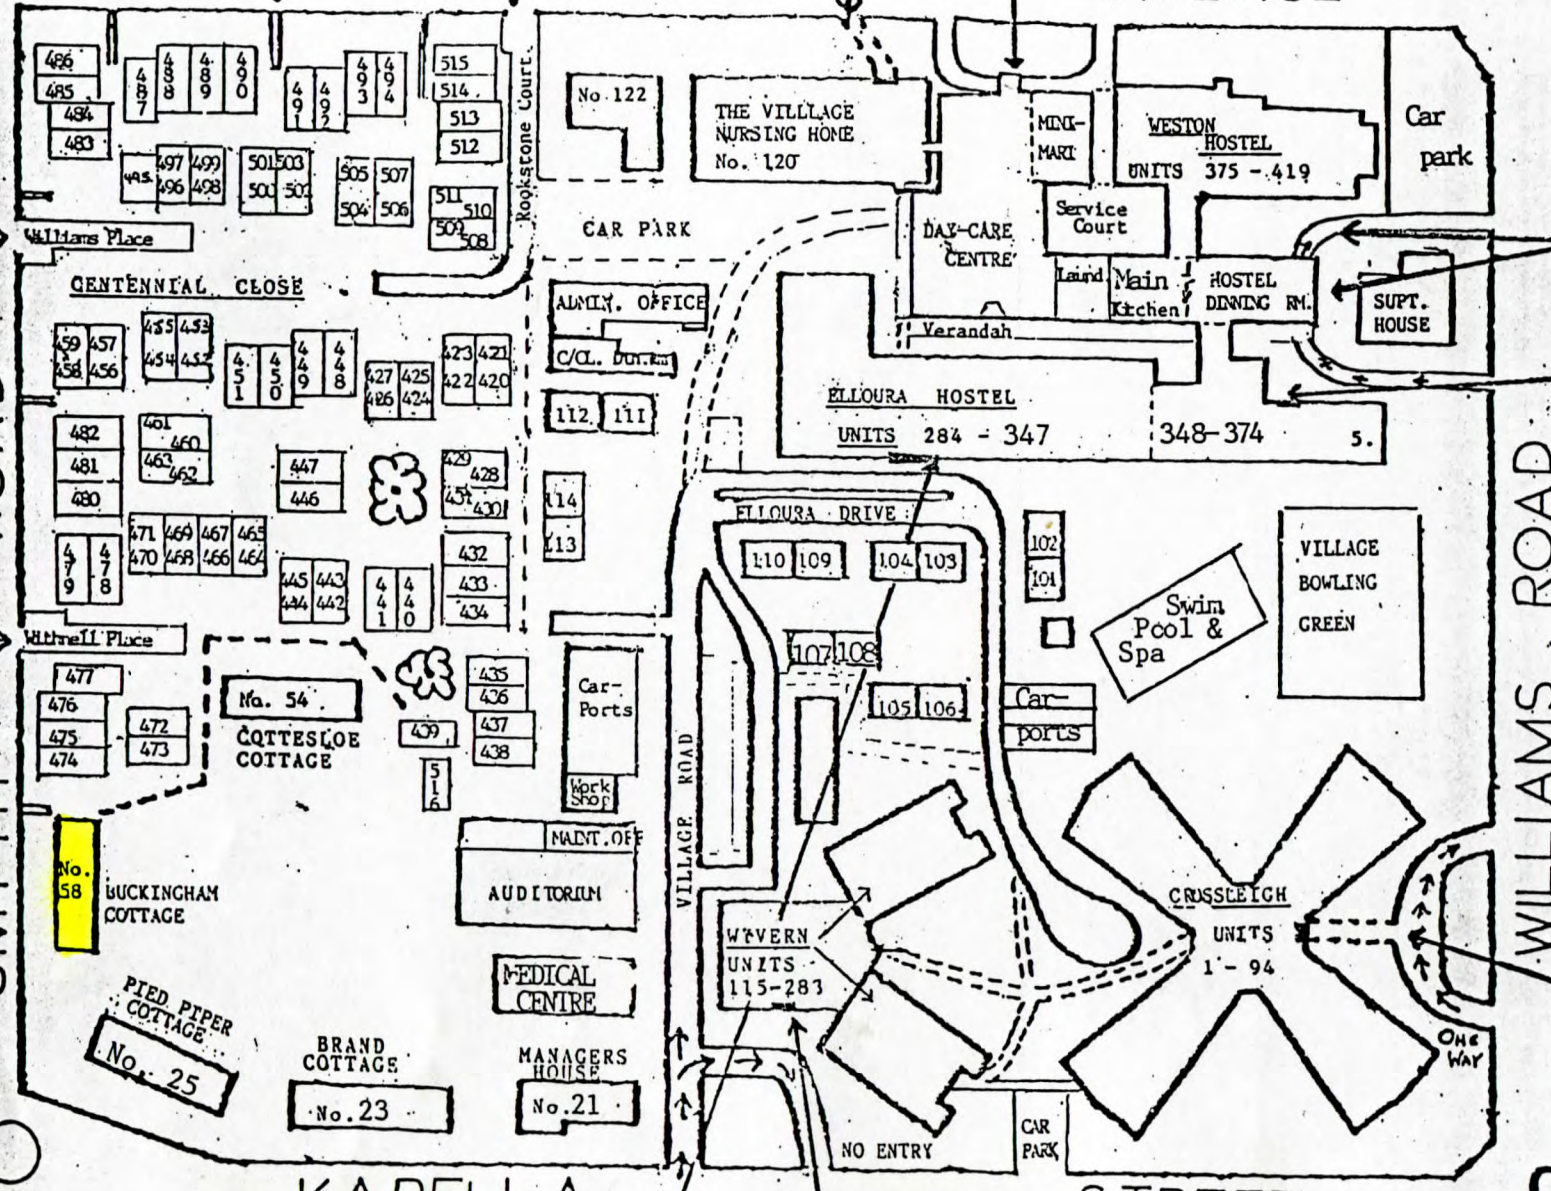 486
485
484
483
487
488
489
490
491
492
493
494
515
514
513
512
495
497 499
496 498
501 503
500 502
505 507
504 506
511
510
509
508
Rookstone Court
Williams Place
CENTENNIAL CLOSE
No. 122
THE VILLLAGE
NURSING HOME
No. 120
CAR PARK
MINI-
MART
WESTON
HOSTEL
UNITS 375 - 419
Car
park
Service
Court
DAY-CARE
CENTRE
Laund
Main
Kitchen
HOSTEL
DINNING RM.
SUPT.
HOUSE
Verandah
ADMIN. OFFICE
C/CL.
112 111
114
113
459 457
458 456
455 453
454 452
451
450
449
448
427 425
426 424
423 421
422 420
482
481
480
461
460
463
462
447
446
429
428
430
471 469 467 465
470 468 466 464
479
478
445 443
444 442
441
440
432
433
434
ELLOURA HOSTEL
UNITS 284 - 347
348-374 5.
ELLOURA DRIVE
110 109
104 103
102
101
107 108
105 106
Car-
ports
Swim
Pool &
Spa
VILLAGE
BOWLING
GREEN
WILLIAMS ROAD
Withnell Place
477
476
475
474
472
473
No. 54
COTTESLOE
COTTAGE
439
516
435
436
437
438
Car-
Ports
Work
Shop
MAINT. OFF
AUDITORIUM
VILLAGE ROAD
No.
58
BUCKINGHAM
COTTAGE
MEDICAL
CENTRE
WYVERN
UNITS
115-283
CROSSLEIGH
UNITS
1 - 94
ONE
WAY
PIED PIPER
COTTAGE
No. 25
BRAND
COTTAGE
No.23
MANAGERS
HOUSE
No.21
NO ENTRY
CAR
PARK